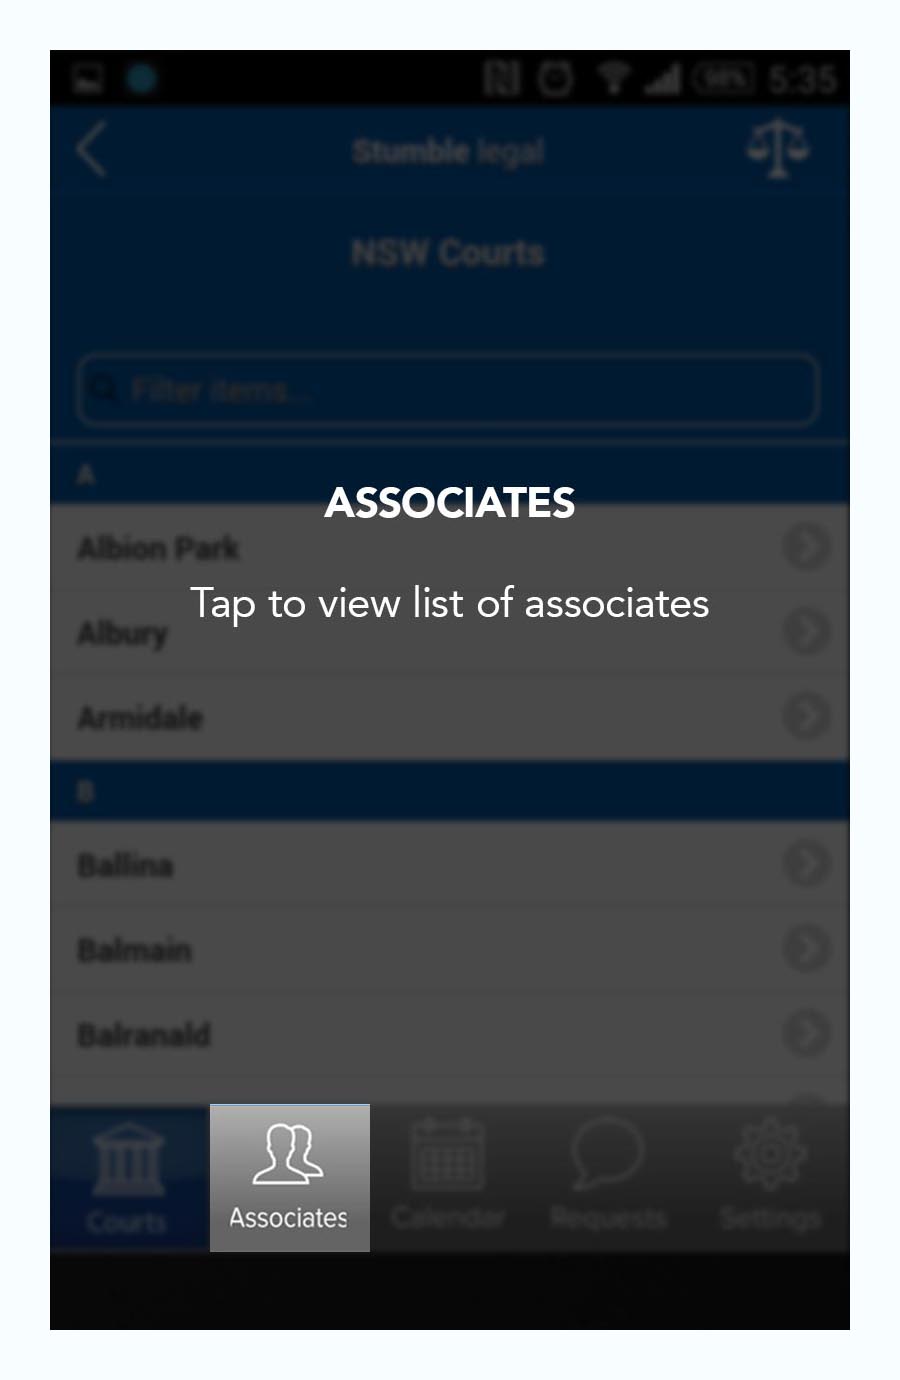 98% 5:35
Stumble legal
NSW Courts
Filter items...
A
ASSOCIATES
Albion Park
Tap to view list of associates
Albury
Armidale
B
Ballina
Balmain
Balranald
Courts Associates Calendar Requests Settings